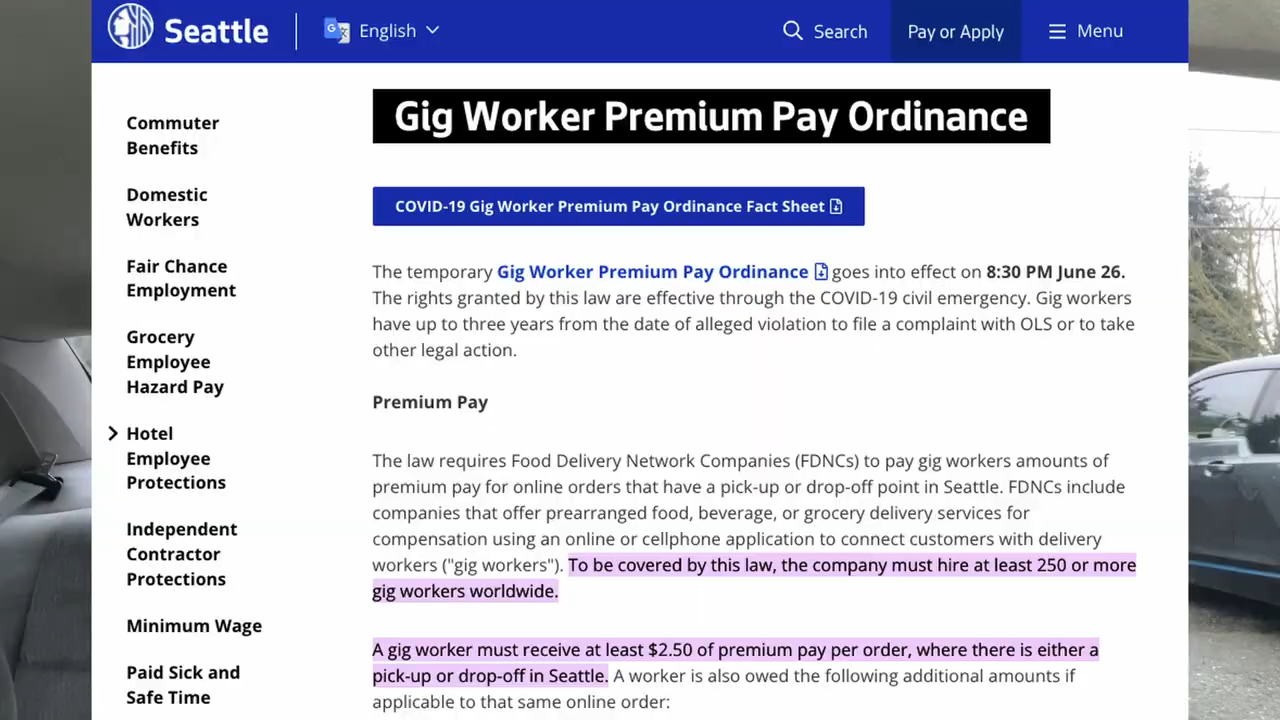 Seattle
English
Search
Pay or Apply
Menu
Commuter
Benefits
Domestic
Workers
Fair Chance
Employment
Grocery
Employee
Hazard Pay
Hotel
Employee
Protections
Independent
Contractor
Protections
Minimum Wage
Paid Sick and
Safe Time
Gig Worker Premium Pay Ordinance
COVID-19 Gig Worker Premium Pay Ordinance Fact Sheet
The temporary Gig Worker Premium Pay Ordinance goes into effect on 8:30 PM June 26.
The rights granted by this law are effective through the COVID-19 civil emergency. Gig workers
have up to three years from the date of alleged violation to file a complaint with OLS or to take
other legal action.
Premium Pay
The law requires Food Delivery Network Companies (FDNCs) to pay gig workers amounts of
premium pay for online orders that have a pick-up or drop-off point in Seattle. FDNCs include
companies that offer prearranged food, beverage, or grocery delivery services for
compensation using an online or cellphone application to connect customers with delivery
workers ("gig workers"). To be covered by this law, the company must hire at least 250 or more
gig workers worldwide.
A gig worker must receive at least $2.50 of premium pay per order, where there is either a
pick-up or drop-off in Seattle. A worker is also owed the following additional amounts if
applicable to that same online order: